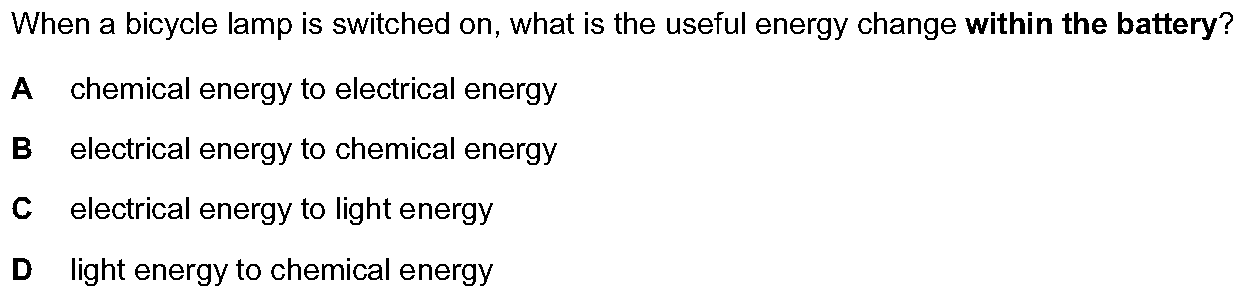 When a bicycle lamp is switched on, what is the useful energy change within the battery?
A chemical energy to electrical energy
B electrical energy to chemical energy
C electrical energy to light energy
D light energy to chemical energy